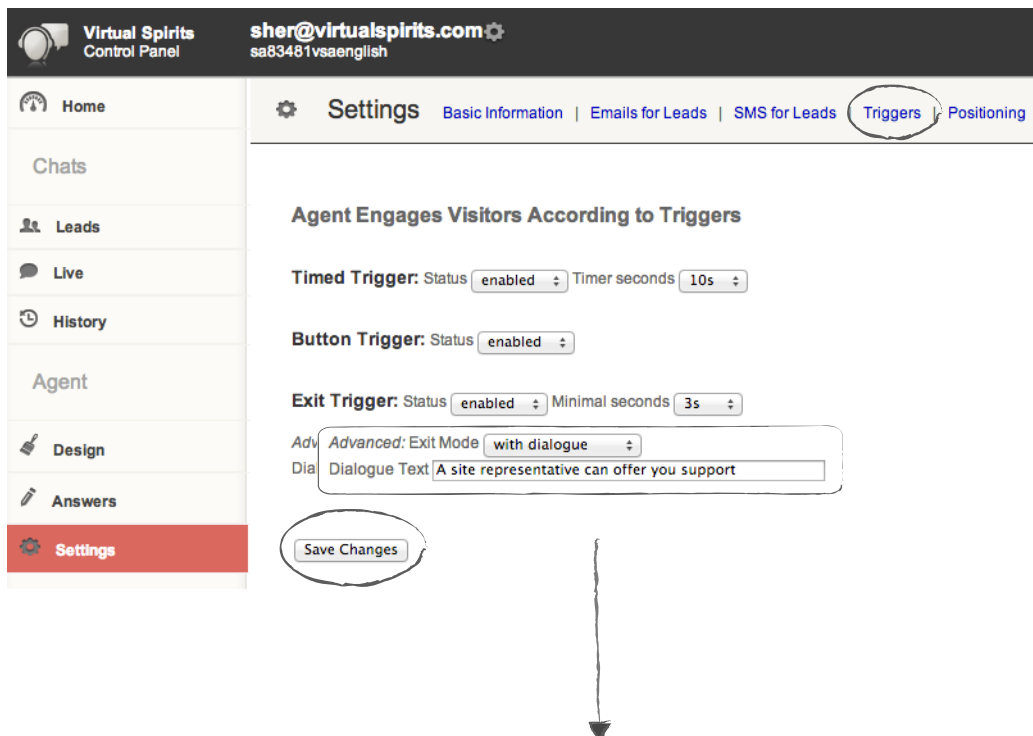 Virtual Spirits
Control Panel
sher@virtualspirits.com
sa83481vsaenglish
Home
Chats
Leads
Live
History
Agent
Design
Answers
Settings
Settings Basic Information | Emails for Leads | SMS for Leads | Triggers | Positioning
Agent Engages Visitors According to Triggers
Timed Trigger: Status enabled Timer seconds 10s
Button Trigger: Status enabled
Exit Trigger: Status enabled Minimal seconds 3s
Adv Advanced: Exit Mode with dialogue
Dial Dialogue Text A site representative can offer you support
Save Changes